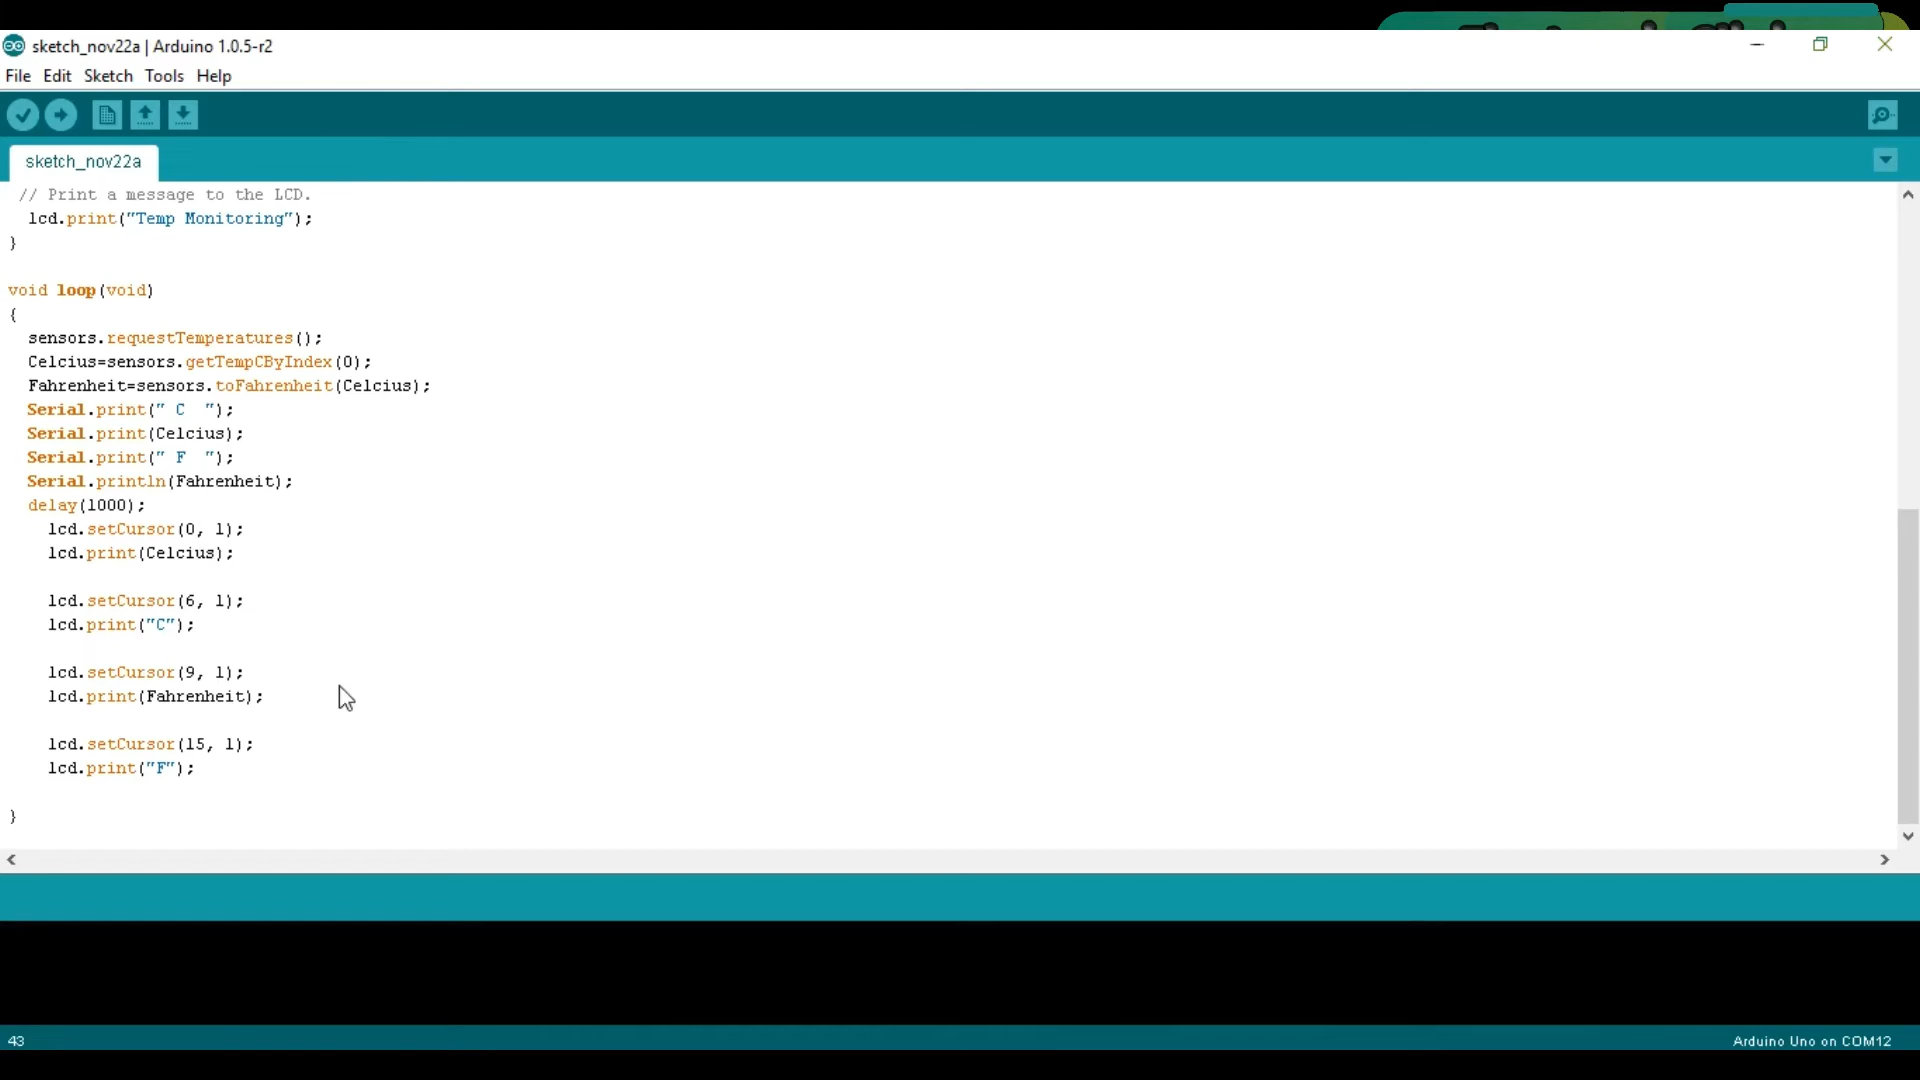 sketch_nov22a | Arduino 1.0.5-r2
File Edit Sketch Tools Help
sketch_nov22a
// Print a message to the LCD.
lcd.print("Temp Monitoring");
}
void loop(void)
{
sensors.requestTemperatures();
Celcius=sensors.getTempCByIndex(0);
Fahrenheit=sensors.toFahrenheit(Celcius);
Serial.print(" C  ");
Serial.print(Celcius);
Serial.print(" F  ");
Serial.println(Fahrenheit);
delay(1000);
lcd.setCursor(0, 1);
lcd.print(Celcius);
lcd.setCursor(6, 1);
lcd.print("C");
lcd.setCursor(9, 1);
lcd.print(Fahrenheit);
lcd.setCursor(15, 1);
lcd.print("F");
}
43
Arduino Uno on COM12